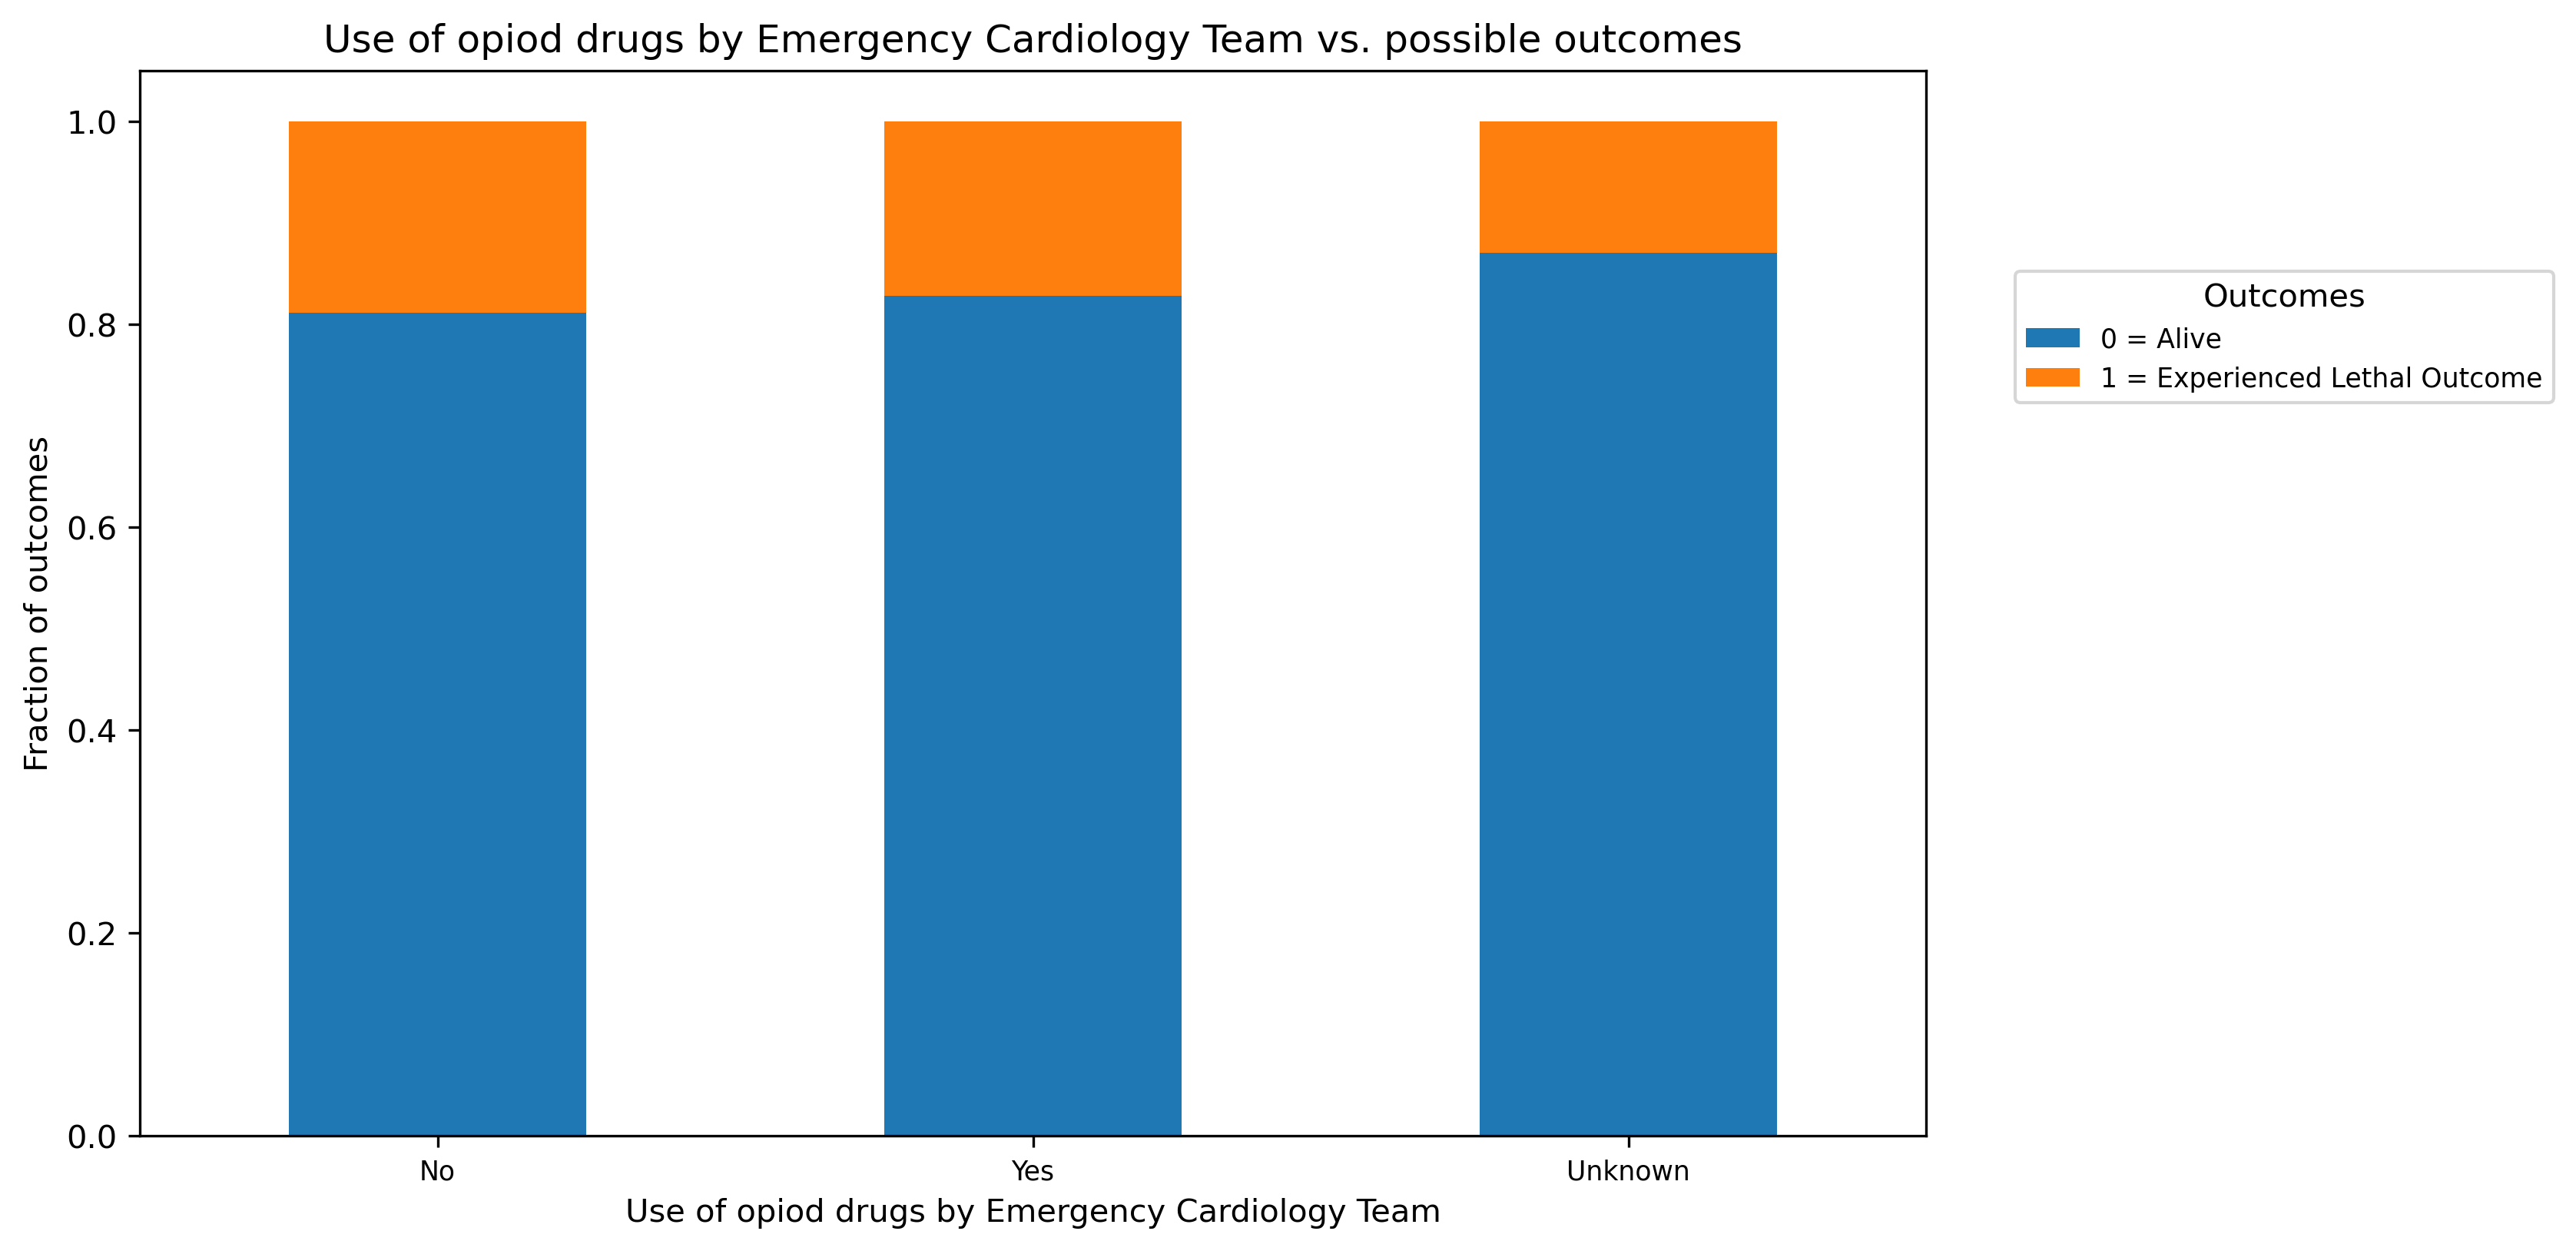 Use of opiod drugs by Emergency Cardiology Team vs. possible outcomes
Fraction of outcomes
1.0
0.8
0.6
0.4
0.2
0.0
No
Yes
Unknown
Use of opiod drugs by Emergency Cardiology Team
Outcomes
0 = Alive
1 = Experienced Lethal Outcome